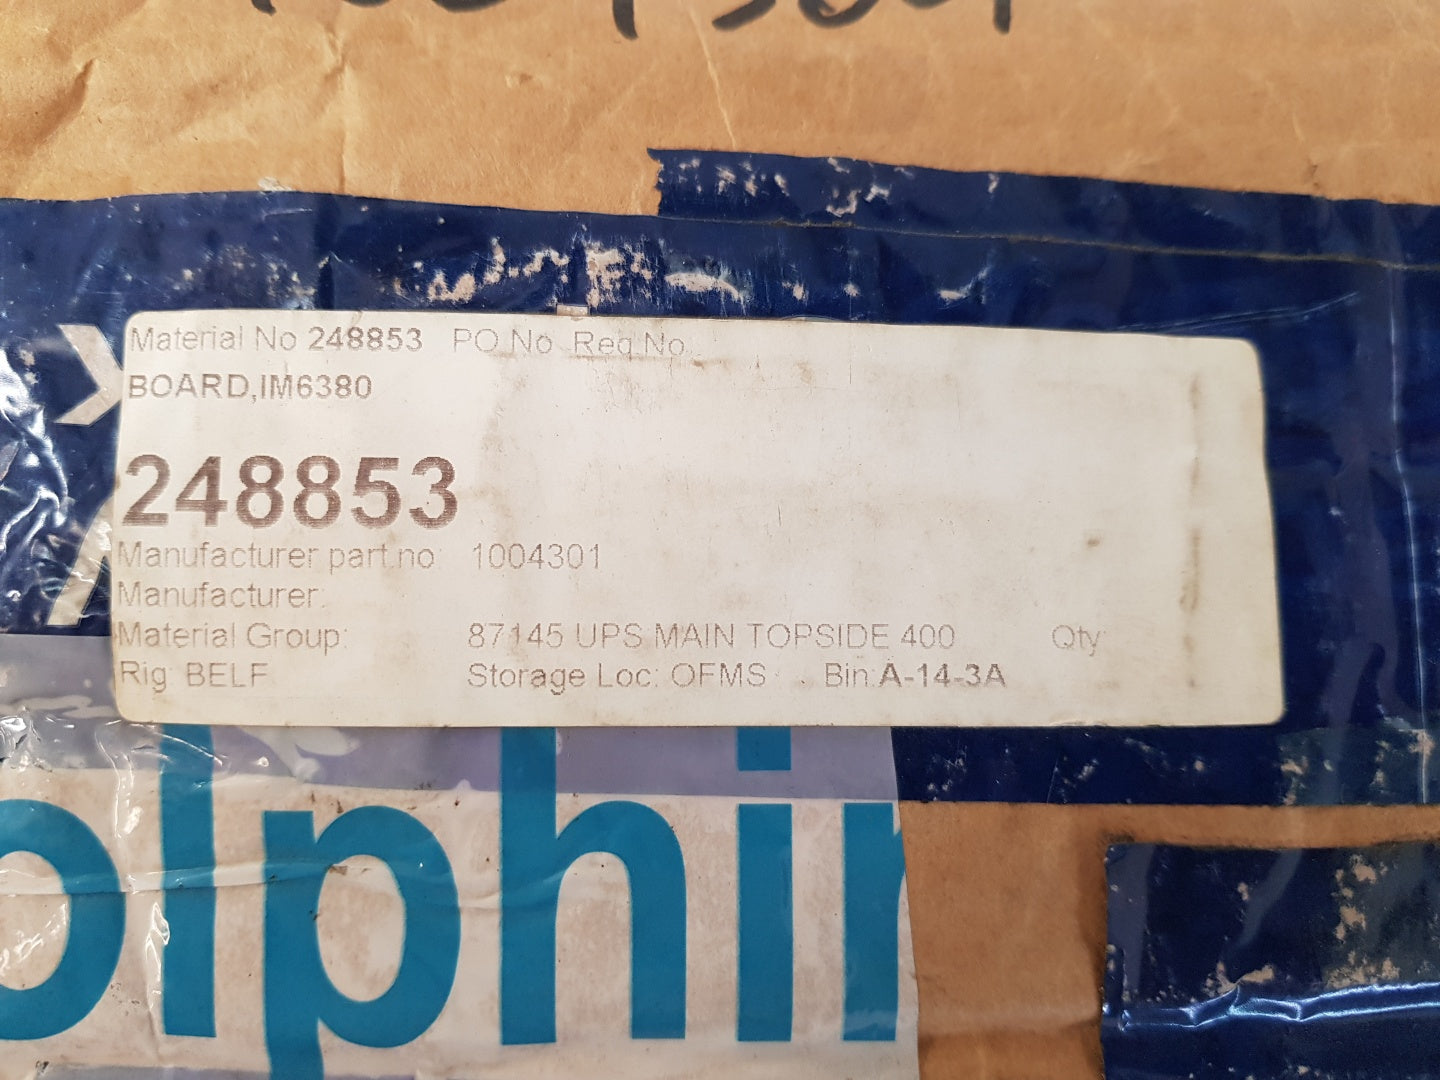 Material No 248853 PO No Req No
BOARD,IM6380
248853
Manufacturer part.no: 1004301
Manufacturer:
Material Group: 87145 UPS MAIN TOPSIDE 400 Qty:
Rig: BELF Storage Loc: OFMS Bin:A-14-3A
olphin